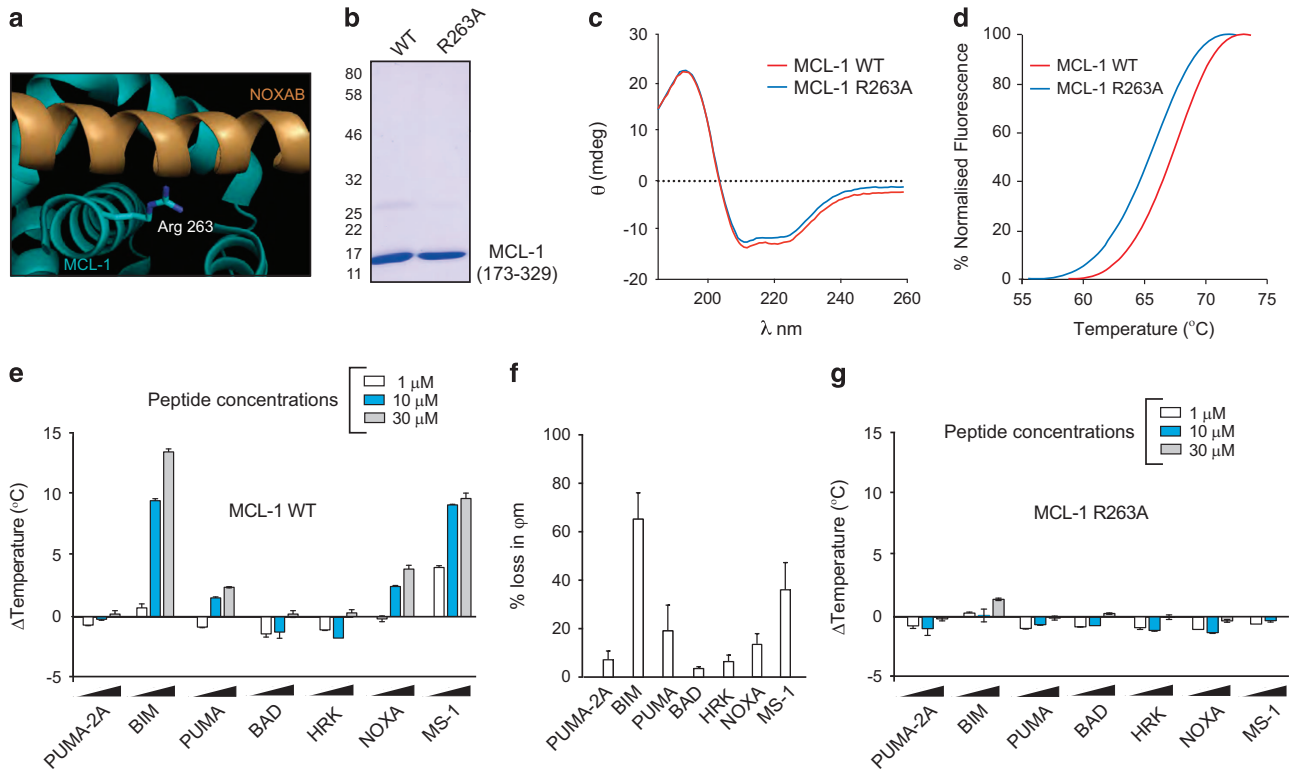 a
NOXAB
Arg 263
MCL-1
b
WT
R263A
80
58
46
32
25
22
17
11
MCL-1
(173-329)
c
MCL-1 WT
MCL-1 R263A
30
20
10
0
-10
-20
θ (mdeg)
200
220
240
260
λ nm
d
MCL-1 WT
MCL-1 R263A
100
80
60
40
20
0
% Normalised Fluorescence
55
60
65
70
75
Temperature (°C)
e
Peptide concentrations
1 μM
10 μM
30 μM
MCL-1 WT
15
10
5
0
-5
ΔTemperature (°C)
PUMA-2A
BIM
PUMA
BAD
HRK
NOXA
MS-1
f
100
80
60
40
20
0
% loss in φm
PUMA-2A
BIM
PUMA
BAD
HRK
NOXA
MS-1
g
Peptide concentrations
1 μM
10 μM
30 μM
MCL-1 R263A
15
10
5
0
-5
ΔTemperature (°C)
PUMA-2A
BIM
PUMA
BAD
HRK
NOXA
MS-1